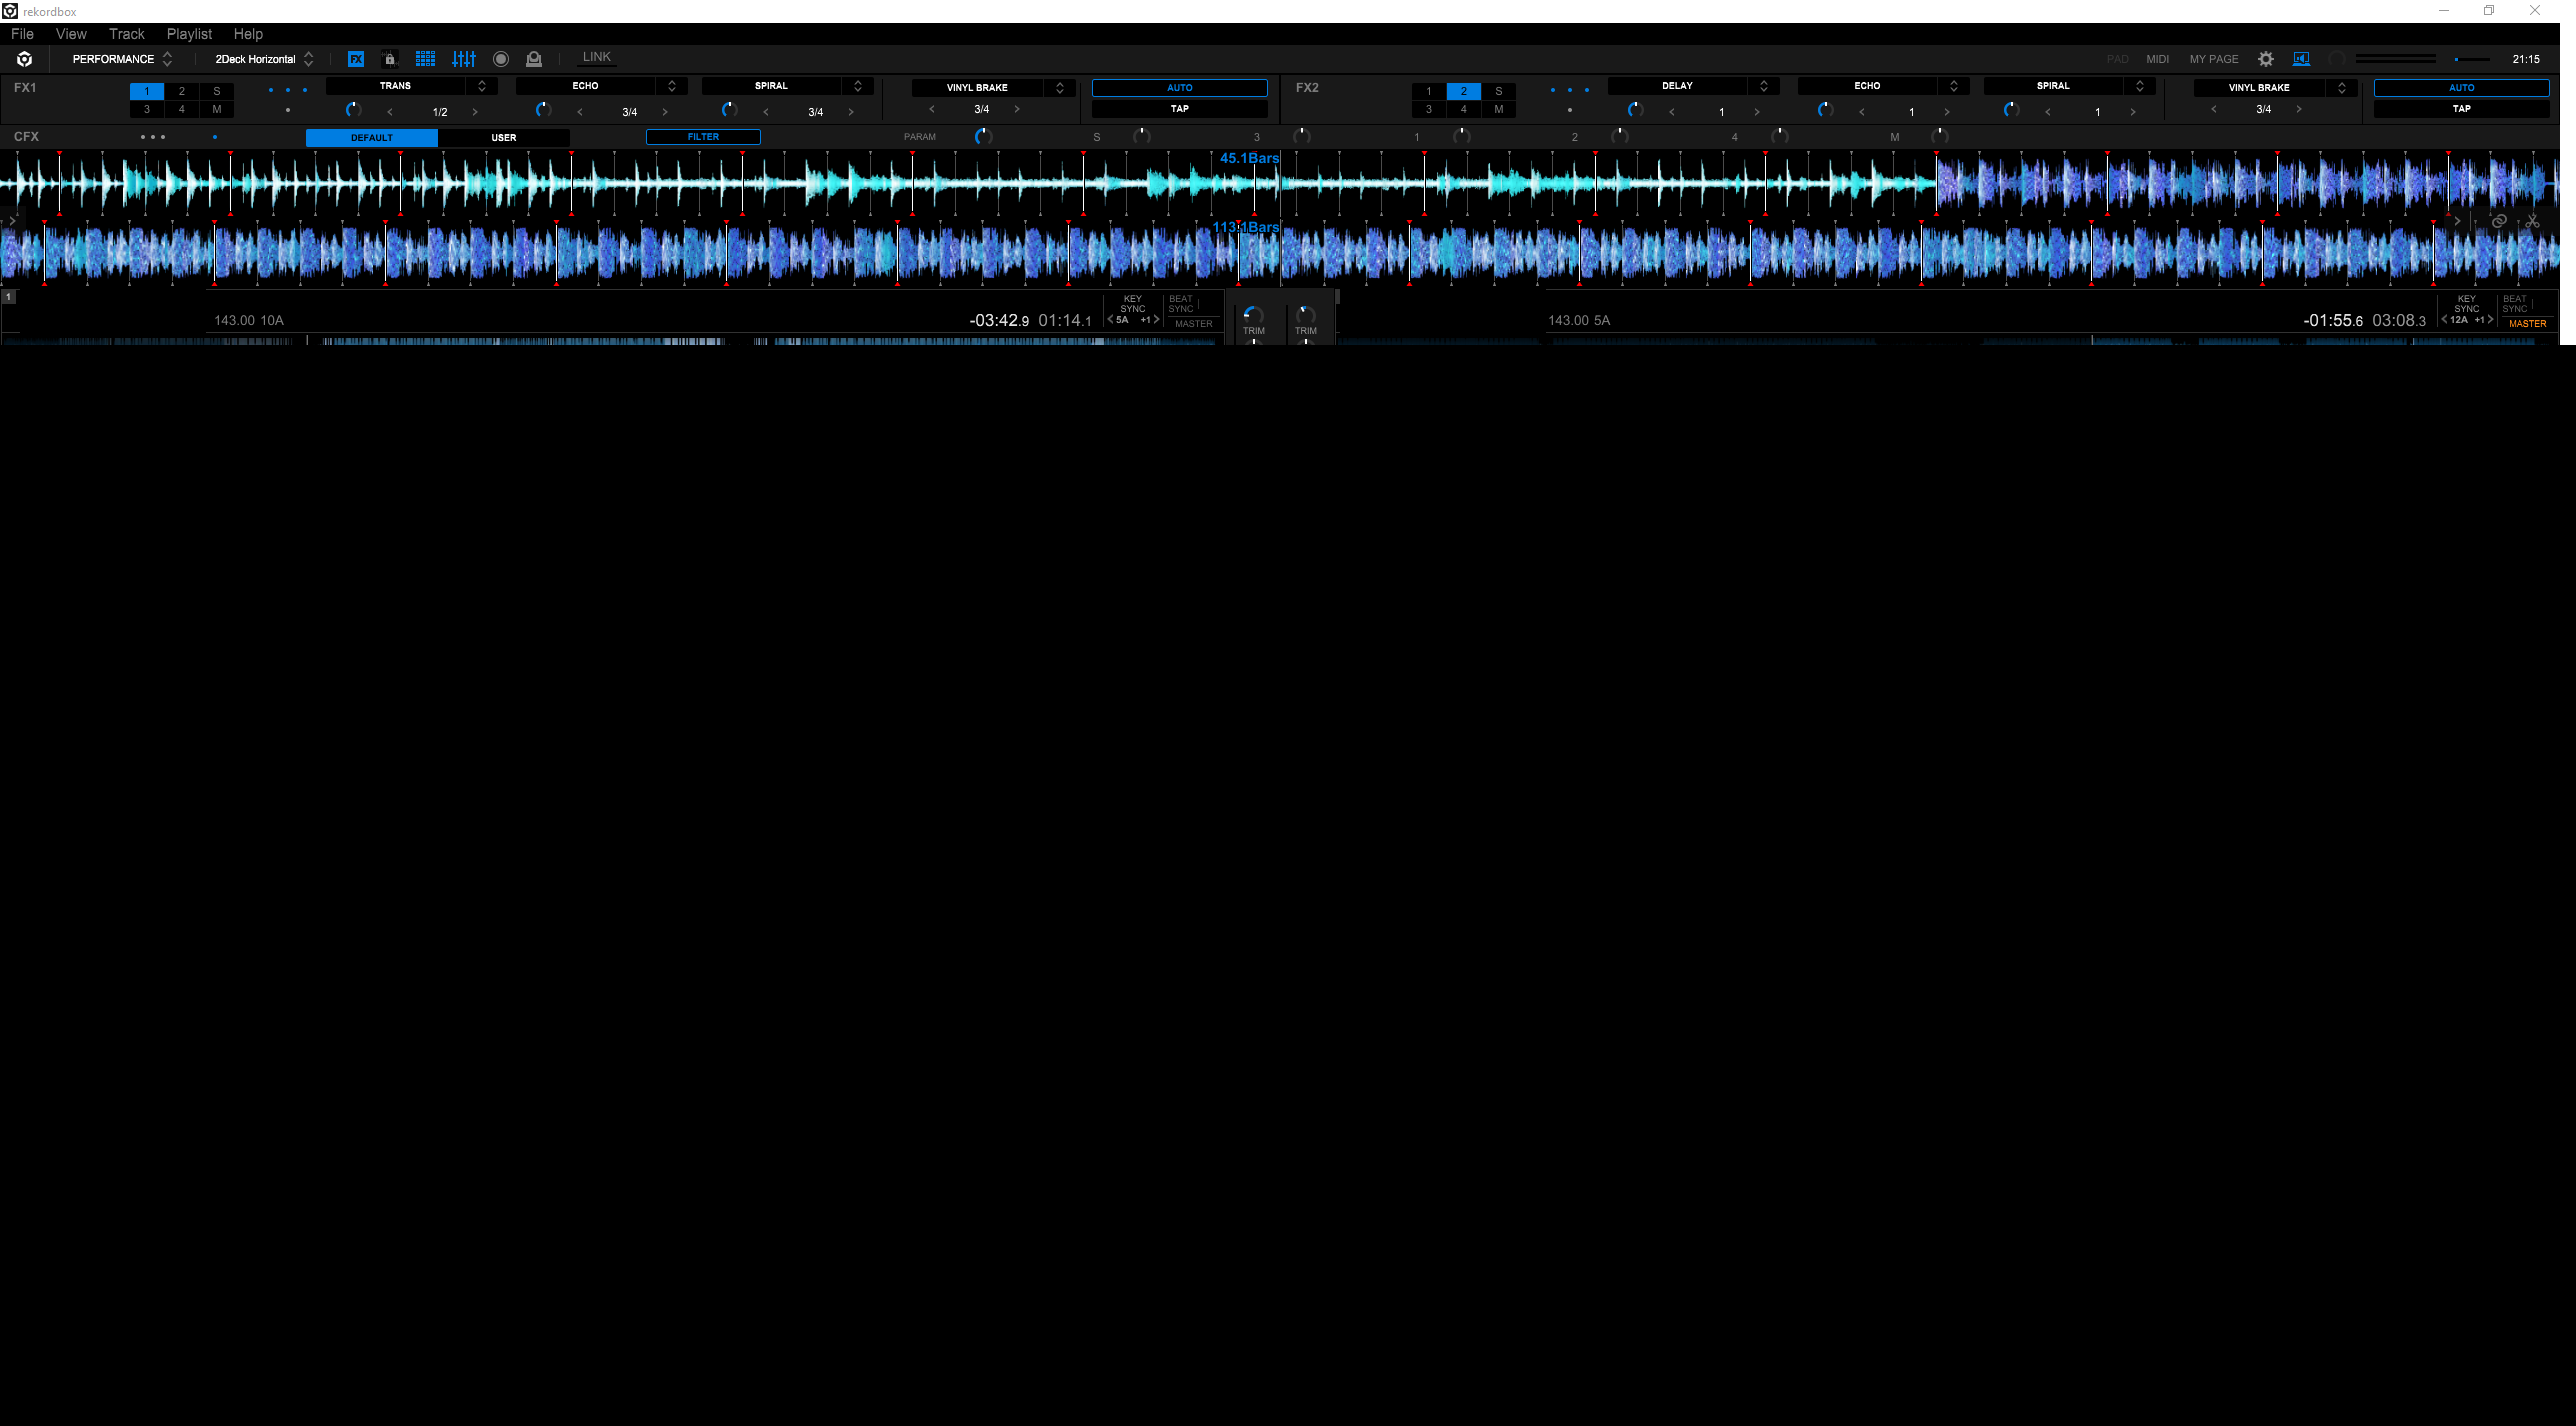 rekordbox
File View Track Playlist Help
PERFORMANCE 2Deck Horizontal FX LINK PAD MIDI MY PAGE 21:15
FX1 1 2 S TRANS ECHO SPIRAL VINYL BRAKE AUTO FX2 1 2 S DELAY ECHO SPIRAL VINYL BRAKE AUTO
3 4 M 1/2 3/4 3/4 3/4 TAP 3 4 M 1 1 1 3/4 TAP
CFX DEFAULT USER FILTER PARAM S 3 1 2 4 M
45.1Bars
113.1Bars
1 KEY SYNC BEAT SYNC KEY SYNC BEAT SYNC
143.00 10A -03:42.9 01:14.1 5A +1 MASTER 143.00 5A -01:55.6 03:08.3 12A +1 MASTER
TRIM TRIM